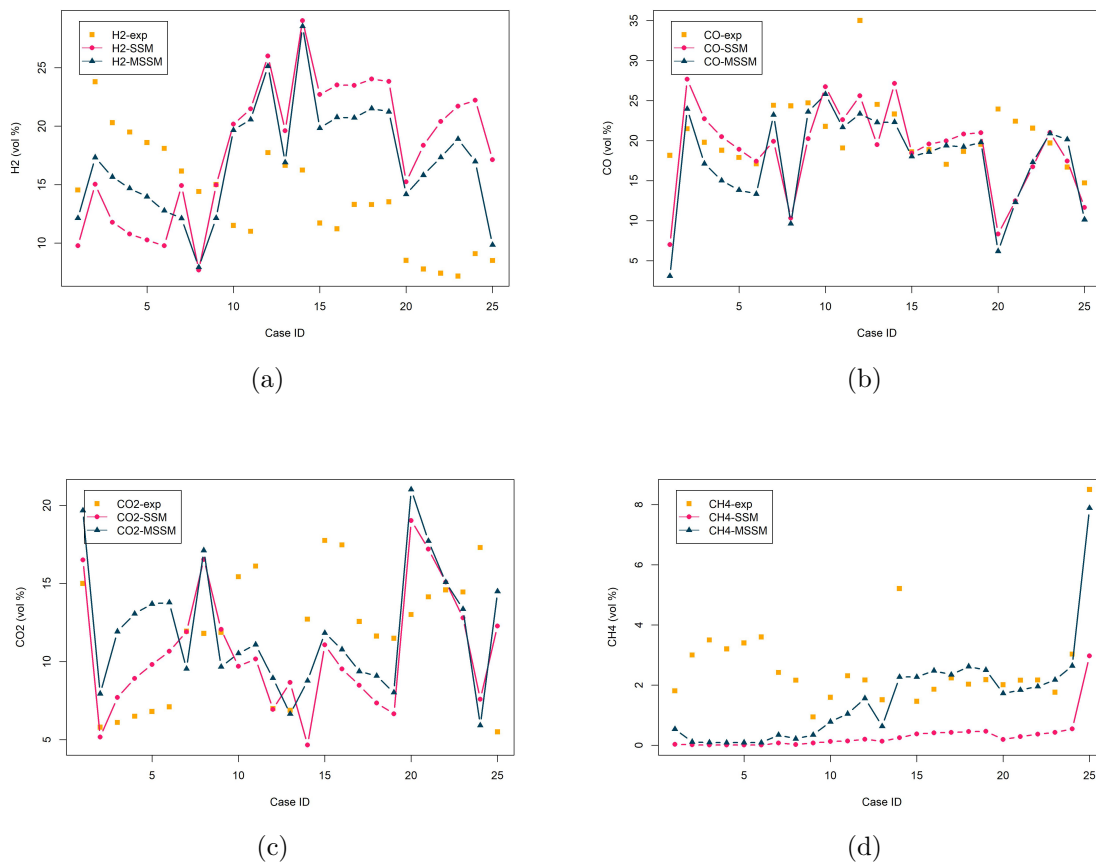 H2-exp
H2-SSM
H2-MSSM
H2 (vol %)
10
15
20
25
5
10
15
20
25
Case ID
(a)
CO-exp
CO-SSM
CO-MSSM
CO (vol %)
5
10
15
20
25
30
35
5
10
15
20
25
Case ID
(b)
CO2-exp
CO2-SSM
CO2-MSSM
CO2 (vol %)
5
10
15
20
5
10
15
20
25
Case ID
(c)
CH4-exp
CH4-SSM
CH4-MSSM
CH4 (vol %)
0
2
4
6
8
5
10
15
20
25
Case ID
(d)